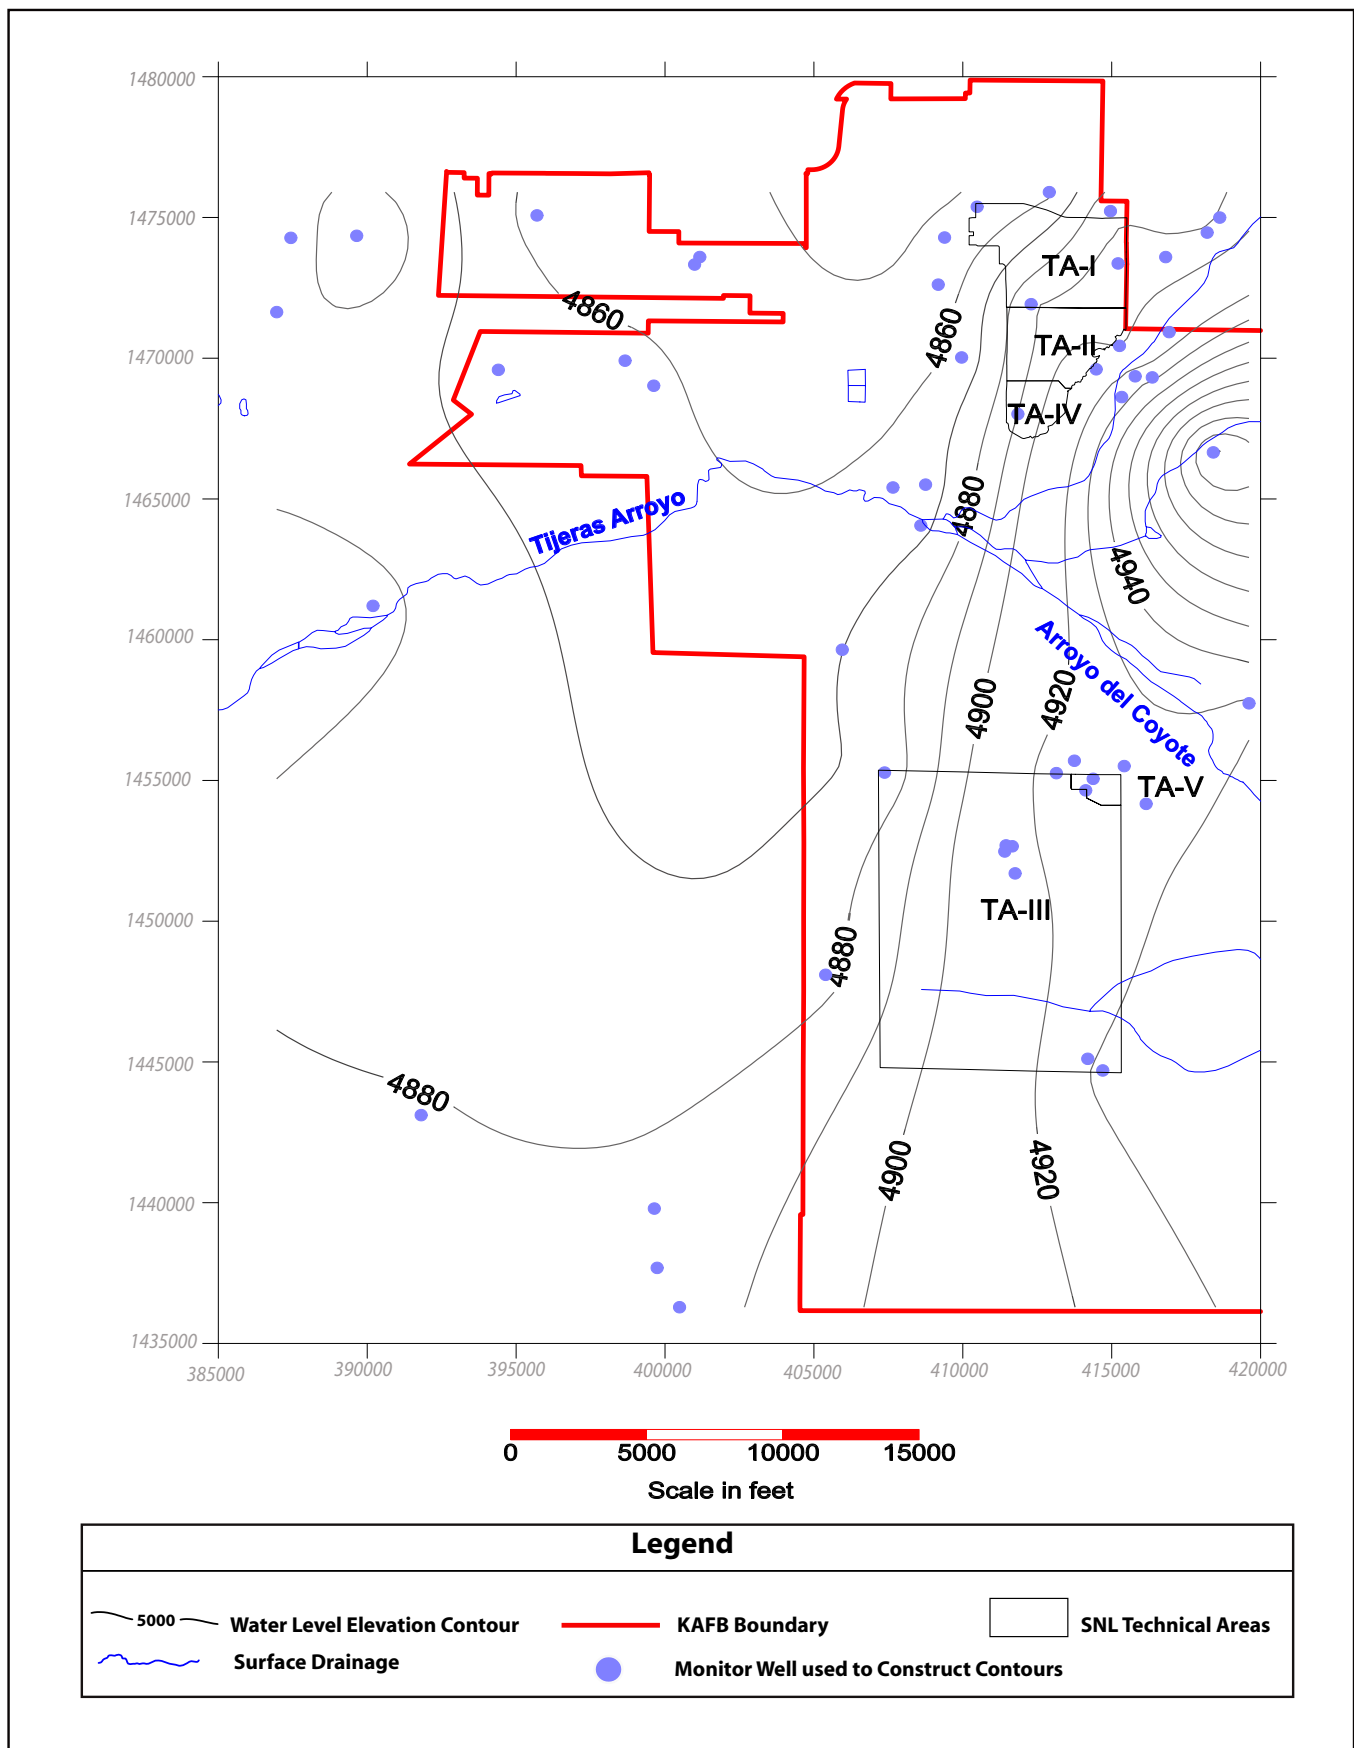 1480000
1475000
TA-I
4860
4860
TA-II
1470000
TA-IV
1465000
4880
Tijeras Arroyo
4940
1460000
Arroyo del Coyote
4900
4920
1455000
TA-V
TA-III
1450000
4880
1445000
4880
4900
4920
1440000
1435000
385000 390000 395000 400000 405000 410000 415000 420000
0 5000 10000 15000
Scale in feet
Legend
5000 Water Level Elevation Contour
KAFB Boundary
SNL Technical Areas
Surface Drainage
Monitor Well used to Construct Contours